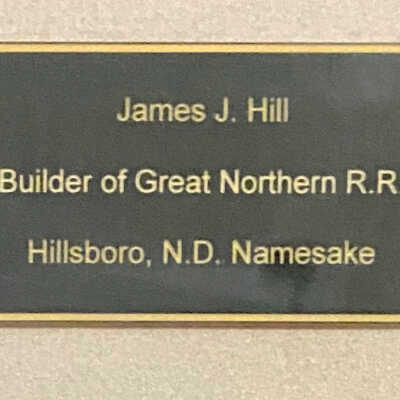 James J. Hill
Builder of Great Northern R.R
Hillsboro, N.D. Namesake